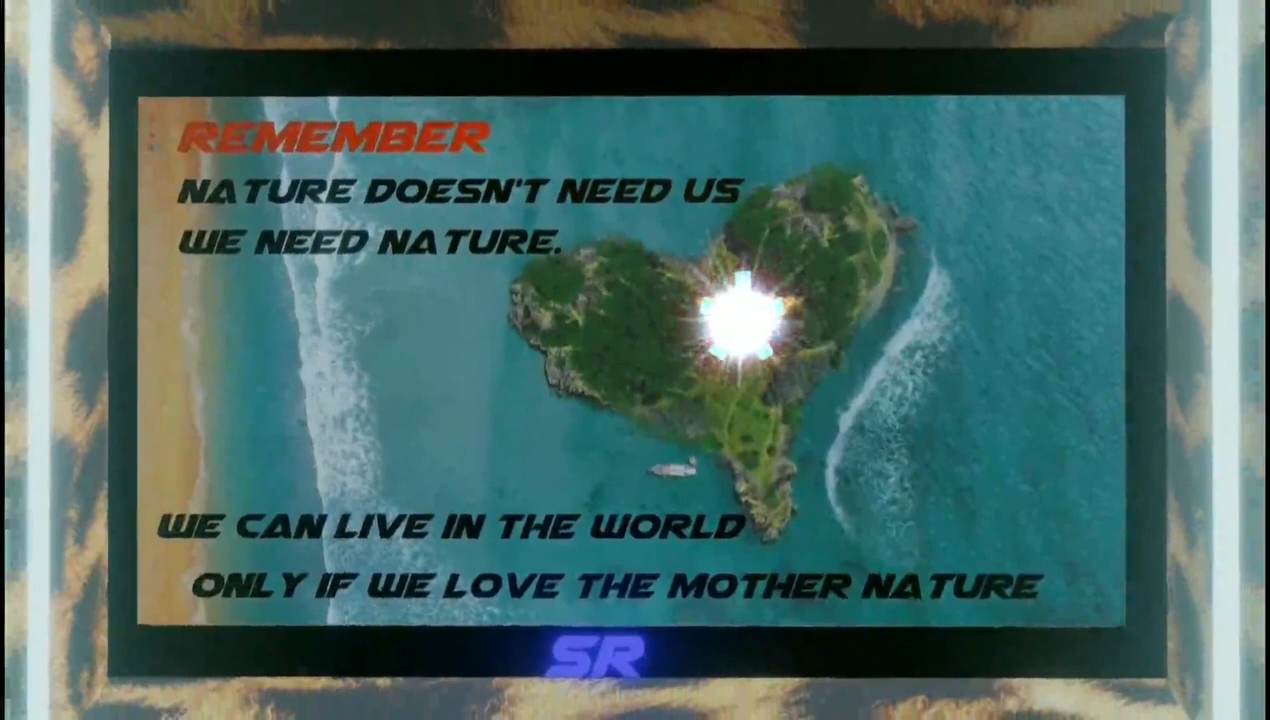 REMEMBER
NATURE DOESN'T NEED US
WE NEED NATURE.
WE CAN LIVE IN THE WORLD
ONLY IF WE LOVE THE MOTHER NATURE
SR